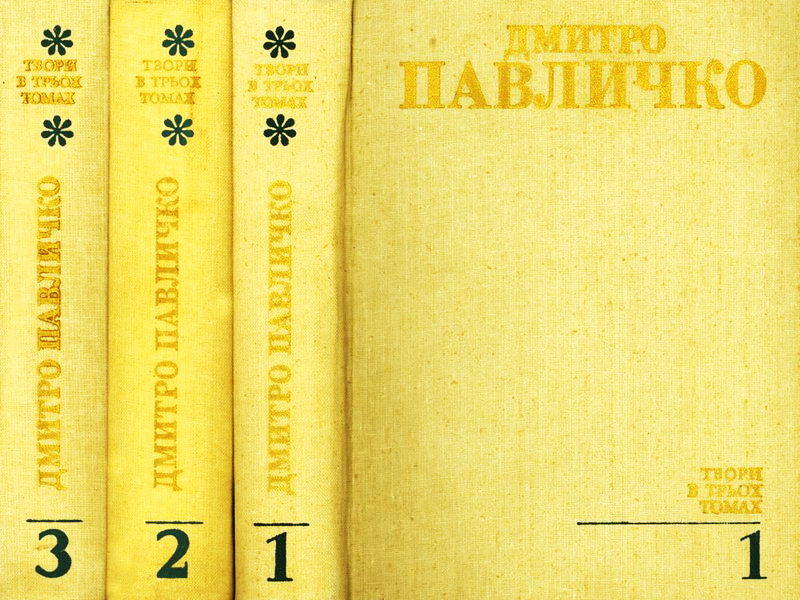 ТВОРИ
В ТРЬОХ
ТОМАХ
ДМИТРО ПАВЛИЧКО
3
ТВОРИ
В ТРЬОХ
ТОМАХ
ДМИТРО ПАВЛИЧКО
2
ТВОРИ
В ТРЬОХ
ТОМАХ
ДМИТРО ПАВЛИЧКО
1
ДМИТРО
ПАВЛИЧКО
ТВОРИ
В ТРЬОХ
ТОМАХ
1